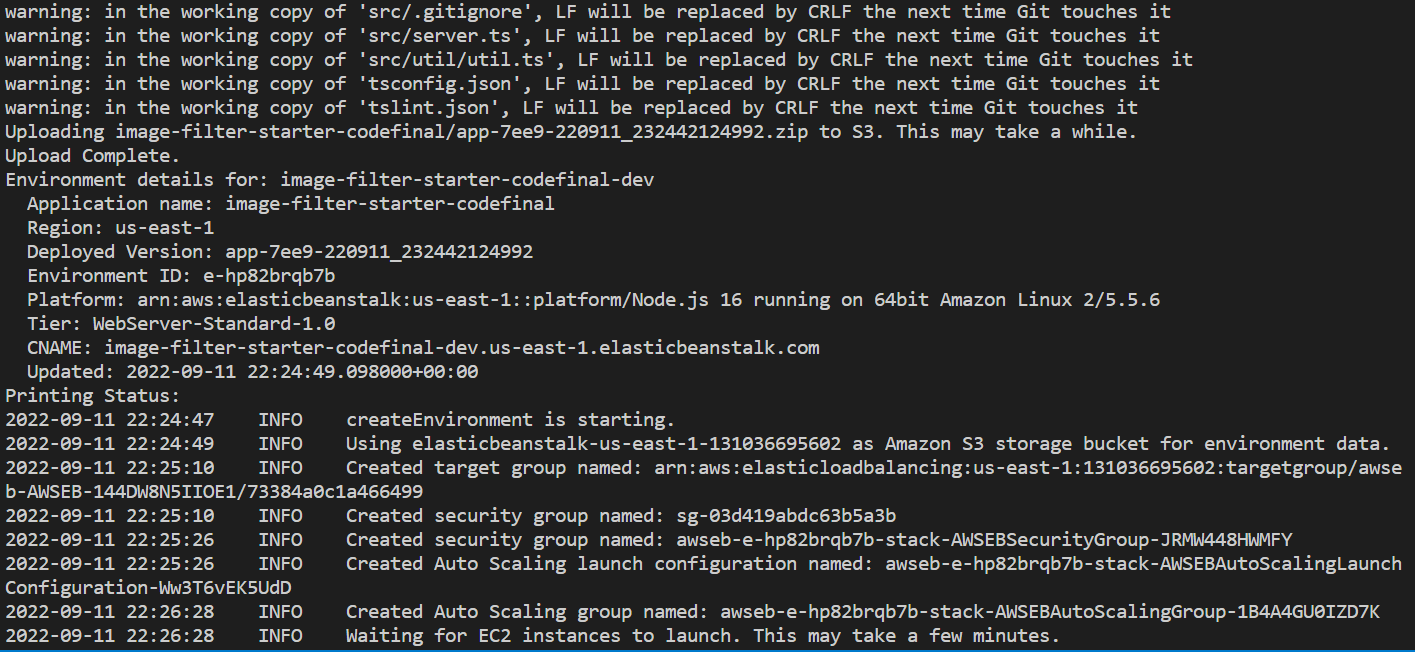 warning: in the working copy of 'src/.gitignore', LF will be replaced by CRLF the next time Git touches it
warning: in the working copy of 'src/server.ts', LF will be replaced by CRLF the next time Git touches it
warning: in the working copy of 'src/util/util.ts', LF will be replaced by CRLF the next time Git touches it
warning: in the working copy of 'tsconfig.json', LF will be replaced by CRLF the next time Git touches it
warning: in the working copy of 'tslint.json', LF will be replaced by CRLF the next time Git touches it
Uploading image-filter-starter-codefinal/app-7ee9-220911_232442124992.zip to S3. This may take a while.
Upload Complete.
Environment details for: image-filter-starter-codefinal-dev
  Application name: image-filter-starter-codefinal
  Region: us-east-1
  Deployed Version: app-7ee9-220911_232442124992
  Environment ID: e-hp82brqb7b
  Platform: arn:aws:elasticbeanstalk:us-east-1::platform/Node.js 16 running on 64bit Amazon Linux 2/5.5.6
  Tier: WebServer-Standard-1.0
  CNAME: image-filter-starter-codefinal-dev.us-east-1.elasticbeanstalk.com
  Updated: 2022-09-11 22:24:49.098000+00:00
Printing Status:
2022-09-11 22:24:47    INFO    createEnvironment is starting.
2022-09-11 22:24:49    INFO    Using elasticbeanstalk-us-east-1-131036695602 as Amazon S3 storage bucket for environment data.
2022-09-11 22:25:10    INFO    Created target group named: arn:aws:elasticloadbalancing:us-east-1:131036695602:targetgroup/awse
b-AWSEB-144DW8N5IIOE1/73384a0c1a466499
2022-09-11 22:25:10    INFO    Created security group named: sg-03d419abdc63b5a3b
2022-09-11 22:25:26    INFO    Created security group named: awseb-e-hp82brqb7b-stack-AWSEBSecurityGroup-JRMW448HWMFY
2022-09-11 22:25:26    INFO    Created Auto Scaling launch configuration named: awseb-e-hp82brqb7b-stack-AWSEBAutoScalingLaunch
Configuration-Ww3T6vEK5UdD
2022-09-11 22:26:28    INFO    Created Auto Scaling group named: awseb-e-hp82brqb7b-stack-AWSEBAutoScalingGroup-1B4A4GU0IZD7K
2022-09-11 22:26:28    INFO    Waiting for EC2 instances to launch. This may take a few minutes.